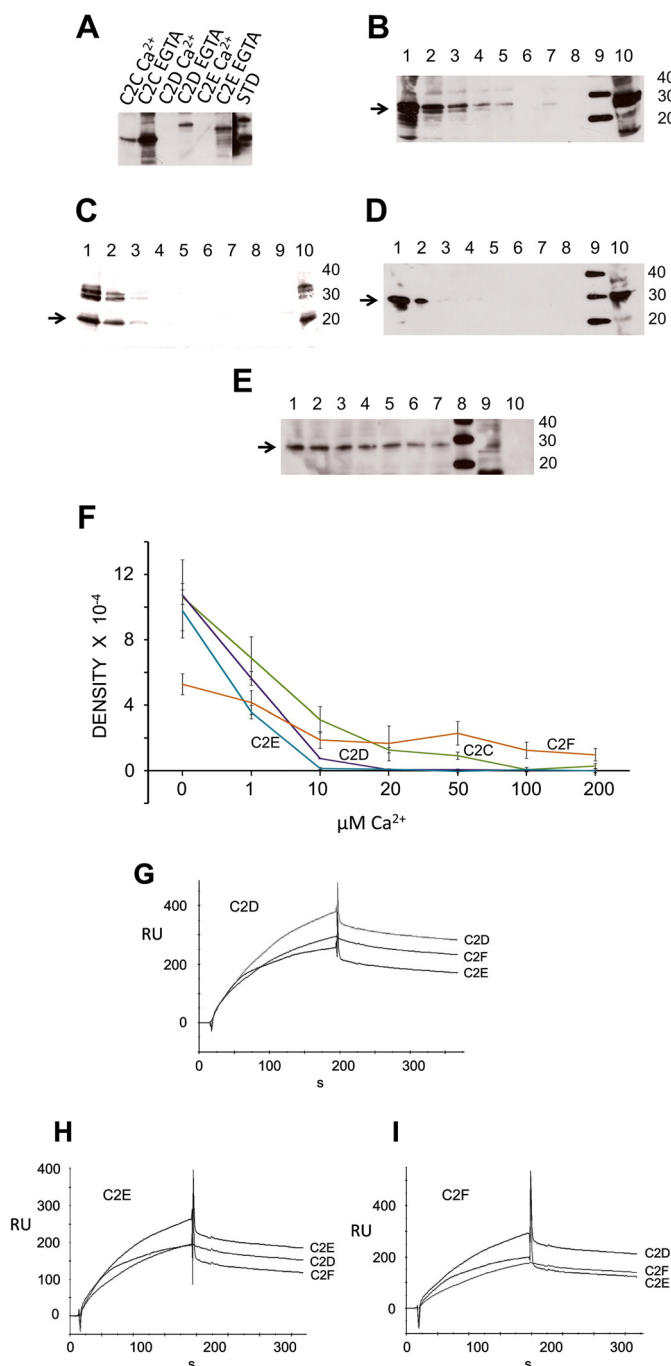 A
C2C Ca²⁺
C2C EGTA
C2D Ca²⁺
C2D EGTA
C2E Ca²⁺
C2E EGTA
STD
B
1 2 3 4 5 6 7 8 9 10
30
20
C
1 2 3 4 5 6 7 8 9 10
40
30
20
D
1 2 3 4 5 6 7 8 9 10
40
30
20
E
1 2 3 4 5 6 7 8 9 10
40
30
20
F
DENSITY X 10⁻⁴
12
8
4
0
C2E
C2D
C2C
C2F
0 1 10 20 50 100 200
μM Ca²⁺
G
C2D
RU
400
200
0
C2D
C2F
C2E
0 100 200 300
s
H
C2E
RU
400
300
200
100
0
C2E
C2D
C2F
0 100 200 300
s
I
C2F
RU
400
200
0
C2D
C2F
C2E
0 100 200 300
s